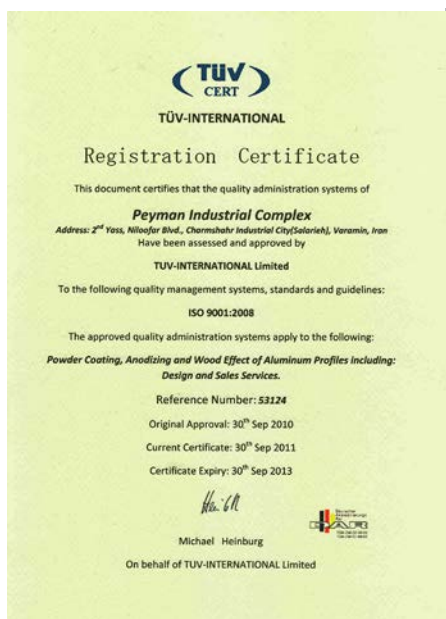 TÜV
CERT
TÜV-INTERNATIONAL
Registration Certificate
This document certifies that the quality administration systems of
Peyman Industrial Complex
Address: 2nd Yass, Niloofar Blvd., Charmshahr Industrial City(Salarieh), Varamin, Iran
Have been assessed and approved by
TUV-INTERNATIONAL Limited
To the following quality management systems, standards and guidelines:
ISO 9001:2008
The approved quality administration systems apply to the following:
Powder Coating, Anodizing and Wood Effect of Aluminum Profiles including:
Design and Sales Services.
Reference Number: 53124
Original Approval: 30th Sep 2010
Current Certificate: 30th Sep 2011
Certificate Expiry: 30th Sep 2013
DAR
Michael Heinburg
On behalf of TUV-INTERNATIONAL Limited